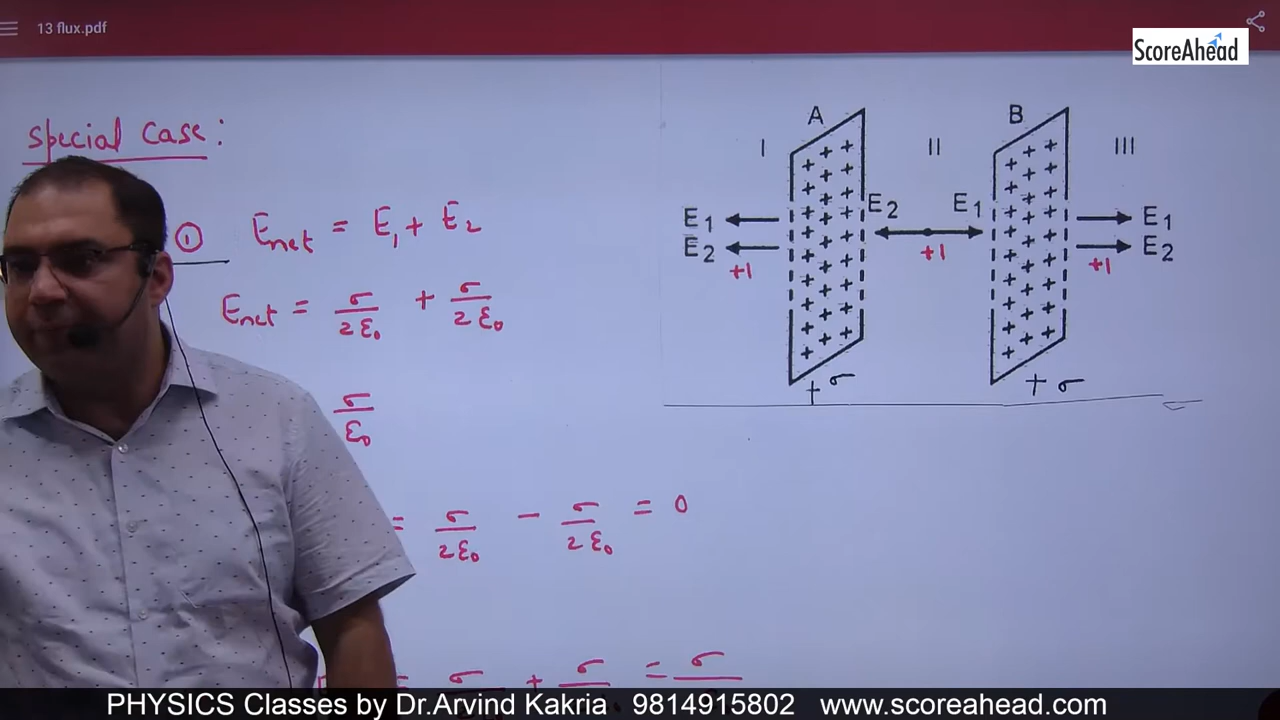 13 flux.pdf
ScoreAhead
Special Case:
① Enet = E₁ + E₂
Enet = σ/2ε₀ + σ/2ε₀
σ/ε₀
= σ/2ε₀ - σ/2ε₀ = 0
= σ + σ = σ
A B
I II III
E₁ E₂ E₁ E₁
E₂ E₂
+1 +1 +1
+σ +σ
PHYSICS Classes by Dr.Arvind Kakria 9814915802 www.scoreahead.com